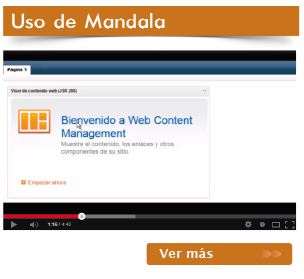 Uso de Mandala
Página 1
Visor de contenido web (JSR 286)
Bienvenido a Web Content
Management
Muestre el contenido, los enlaces y otros
componentes de su sitio.
Empezar ahora
1:16 / 4:46
Ver más